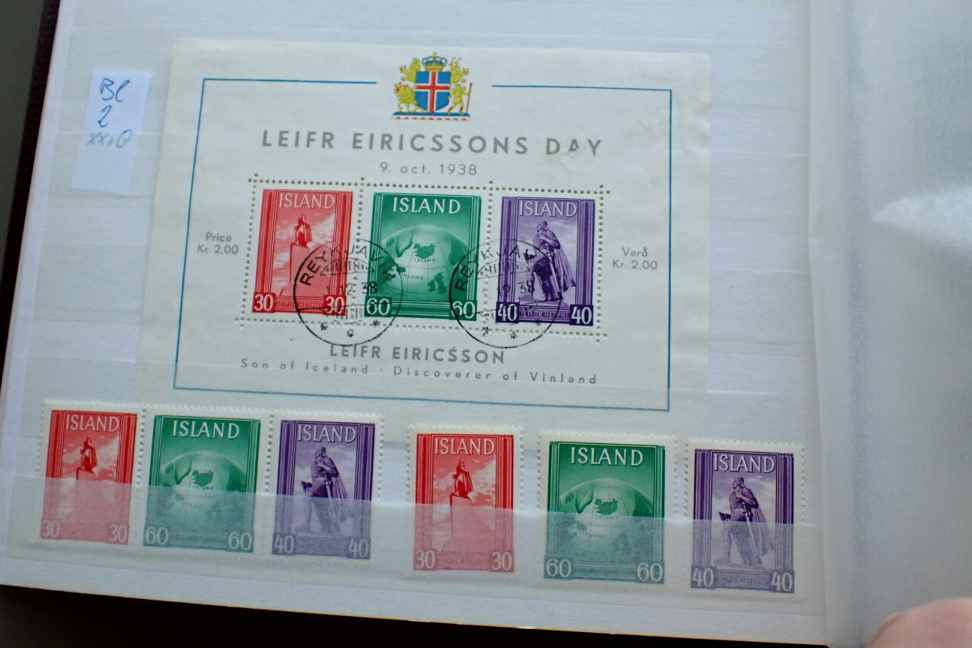 BL
2
LEIFR EIRICSSONS DAY
9. oct. 1938
Price
Kr. 2,00
ISLAND
30 30
ISLAND
60 60
ISLAND
40 40
Verð
Kr. 2,00
REYKJAVÍK
REYKJAVÍK
LEIFR EIRICSSON
Son of Iceland · Discoverer of Vinland
ISLAND
30 30
ISLAND
60 60
ISLAND
40 40
ISLAND
30 30
ISLAND
60 60
ISLAND
40 40